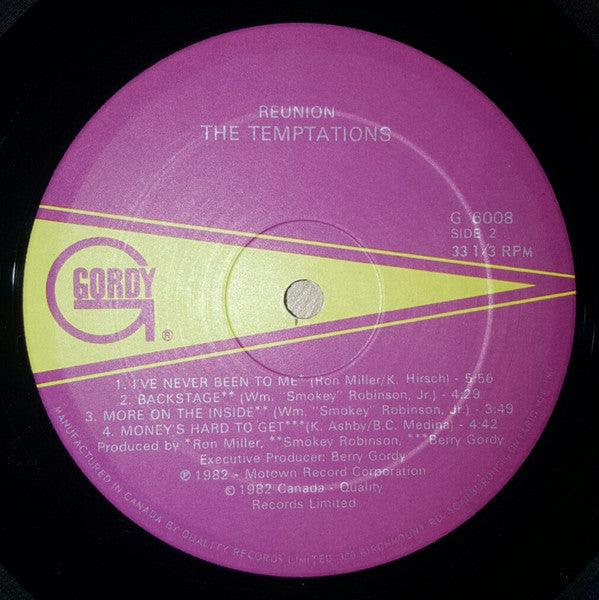 REUNION
THE TEMPTATIONS
G 6008
SIDE 2
33 1/3 RPM
GORDY
G
®
1. I'VE NEVER BEEN TO ME* (Ron Miller/K. Hirsch) - 5:56
2. BACKSTAGE** (Wm. "Smokey" Robinson, Jr.) - 4:29
3. MORE ON THE INSIDE** (Wm. "Smokey" Robinson, Jr.) - 3:49
4. MONEY'S HARD TO GET*** (K. Ashby/B.C. Medina) - 4:42
Produced by *Ron Miller, **Smokey Robinson, ***Berry Gordy
Executive Producer: Berry Gordy
℗ 1982 - Motown Record Corporation
© 1982 Canada - Quality
Records Limited
MANUFACTURED IN CANADA BY QUALITY RECORDS LIMITED, 380 BIRCHMOUNT RD., SCARBOROUGH,